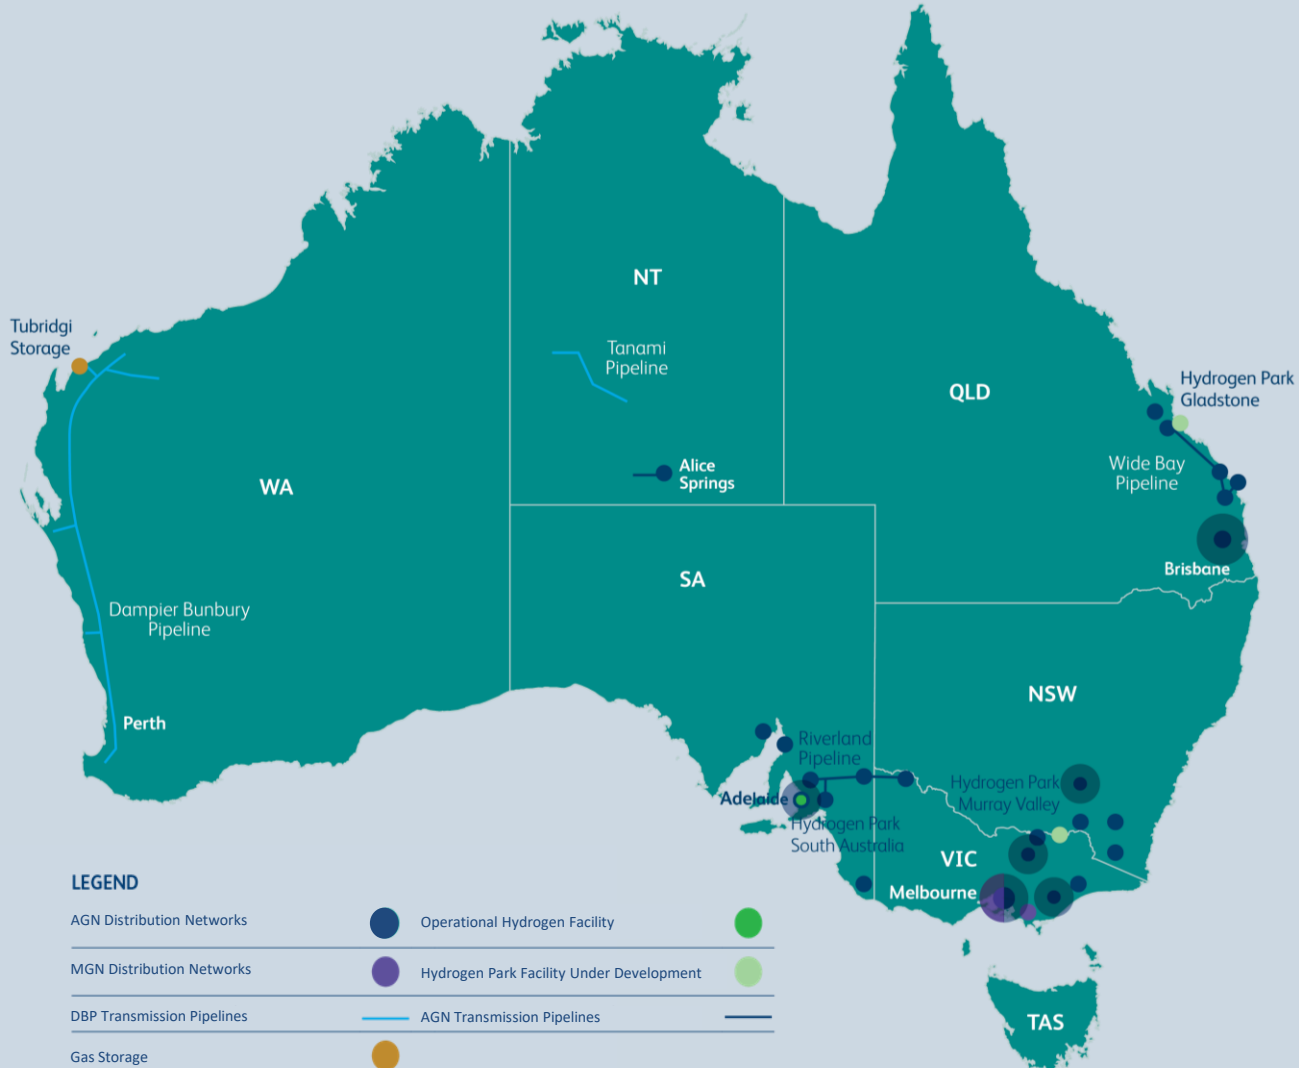 NT
Tubridgi
Storage
Tanami
Pipeline
QLD
Hydrogen Park
Gladstone
Wide Bay
Pipeline
Alice
Springs
WA
Brisbane
SA
Dampier Bunbury
Pipeline
NSW
Perth
Riverland
Pipeline
Hydrogen Park
Murray Valley
Adelaide
Hydrogen Park
South Australia
VIC
Melbourne
TAS
LEGEND
AGN Distribution Networks
Operational Hydrogen Facility
MGN Distribution Networks
Hydrogen Park Facility Under Development
DBP Transmission Pipelines
AGN Transmission Pipelines
Gas Storage